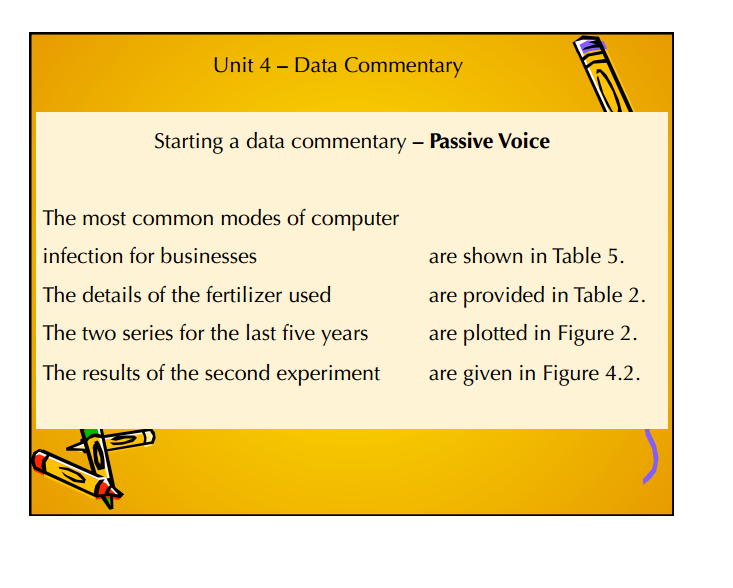 Unit 4 – Data Commentary
Starting a data commentary – Passive Voice
The most common modes of computer
infection for businesses are shown in Table 5.
The details of the fertilizer used are provided in Table 2.
The two series for the last five years are plotted in Figure 2.
The results of the second experiment are given in Figure 4.2.